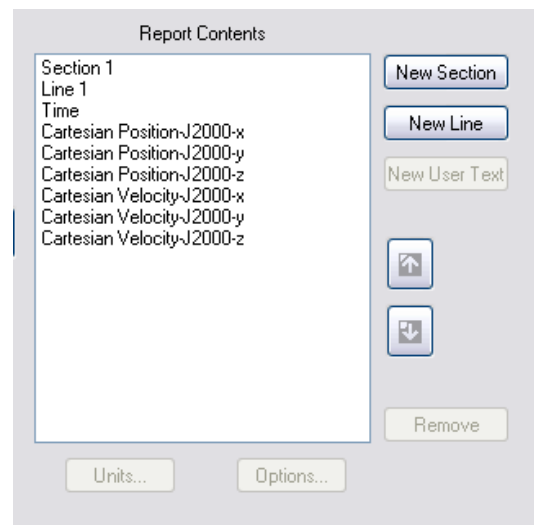 Report Contents
Section 1
Line 1
Time
Cartesian Position-J2000-x
Cartesian Position-J2000-y
Cartesian Position-J2000-z
Cartesian Velocity-J2000-x
Cartesian Velocity-J2000-y
Cartesian Velocity-J2000-z
New Section
New Line
New User Text
Remove
Units...
Options...